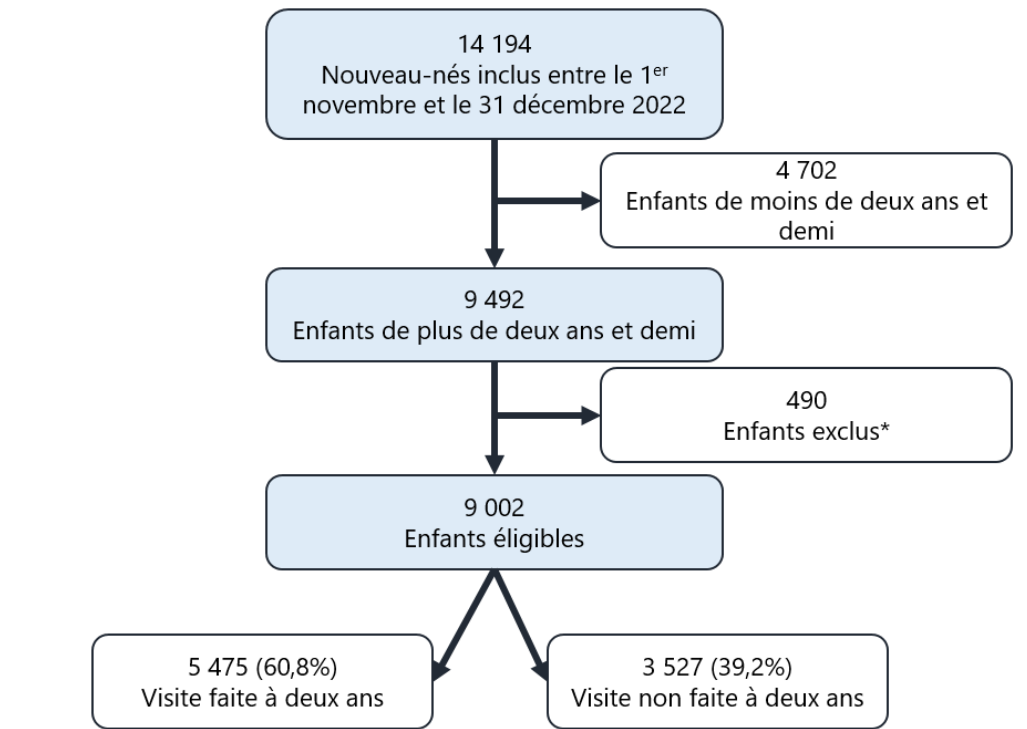 14 194
Nouveau-nés inclus entre le 1er
novembre et le 31 décembre 2022
4 702
Enfants de moins de deux ans et
demi
9 492
Enfants de plus de deux ans et demi
490
Enfants exclus*
9 002
Enfants éligibles
5 475 (60,8%)
Visite faite à deux ans
3 527 (39,2%)
Visite non faite à deux ans